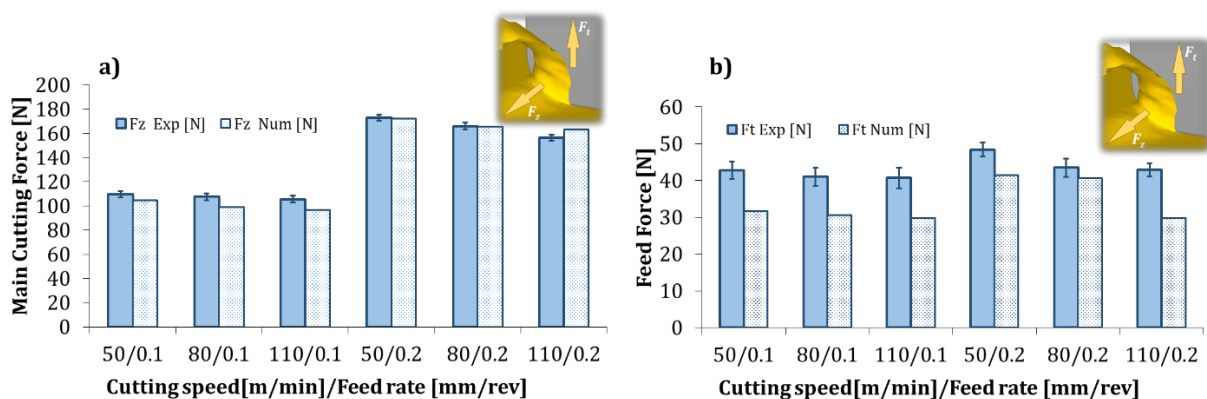 a)
Main Cutting Force [N]
200
180
160
140
120
100
80
60
40
20
0
Fz Exp [N]
Fz Num [N]
Ft
Fz
50/0.1
80/0.1
110/0.1
50/0.2
80/0.2
110/0.2
Cutting speed[m/min]/Feed rate [mm/rev]
b)
Feed Force [N]
60
50
40
30
20
10
0
Ft Exp [N]
Ft Num [N]
Ft
Fz
50/0.1
80/0.1
110/0.1
50/0.2
80/0.2
110/0.2
Cutting speed[m/min]/Feed rate [mm/rev]